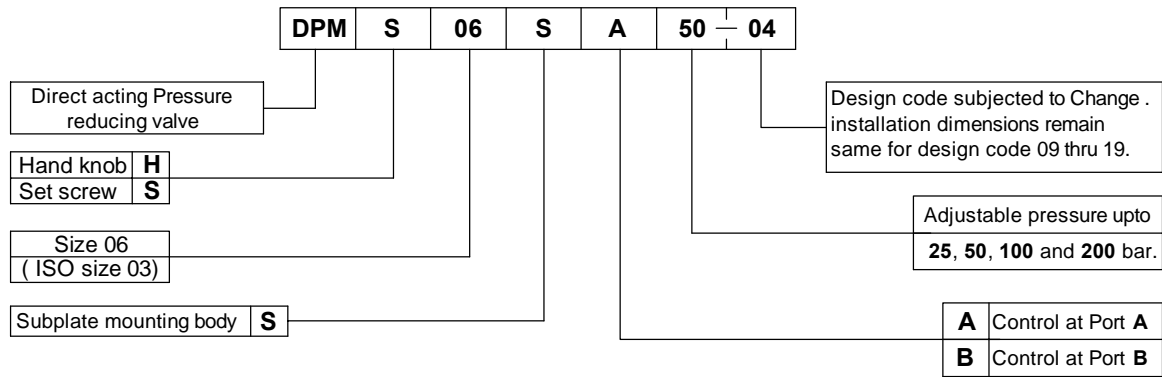 DPM S 06 S A 50 — 04
Direct acting Pressure
reducing valve
Hand knob H
Set screw S
Size 06
( ISO size 03)
Subplate mounting body S
Design code subjected to Change .
installation dimensions remain
same for design code 09 thru 19.
Adjustable pressure upto
25, 50, 100 and 200 bar.
A Control at Port A
B Control at Port B